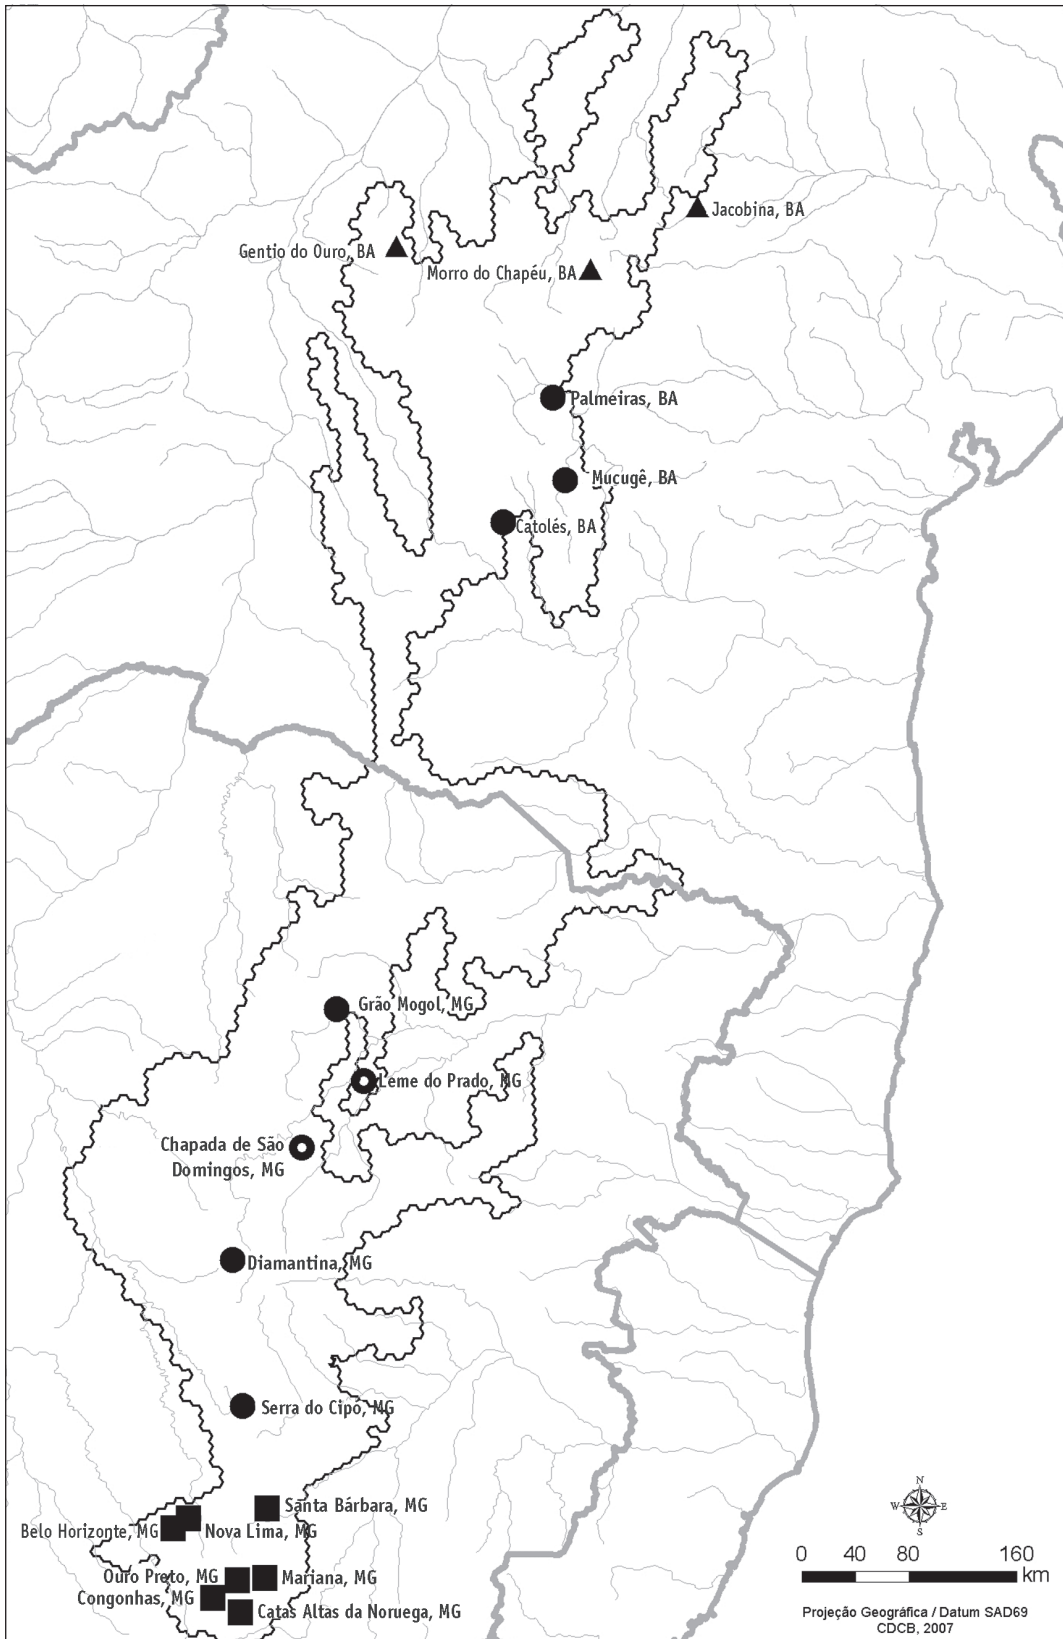 Jacobina, BA
Gentio do Ouro, BA
Morro do Chapéu, BA
Palmeiras, BA
Mucugê, BA
Catolés, BA
Grão Mogol, MG
Leme do Prado, MG
Chapada de São
Domingos, MG
Diamantina, MG
Serra do Cipó, MG
Santa Bárbara, MG
Belo Horizonte, MG
Nova Lima, MG
Ouro Preto, MG
Mariana, MG
Congonhas, MG
Catas Altas da Noruega, MG
N
W E
S
0 40 80 160
km
Projeção Geográfica / Datum SAD69
CDCB, 2007